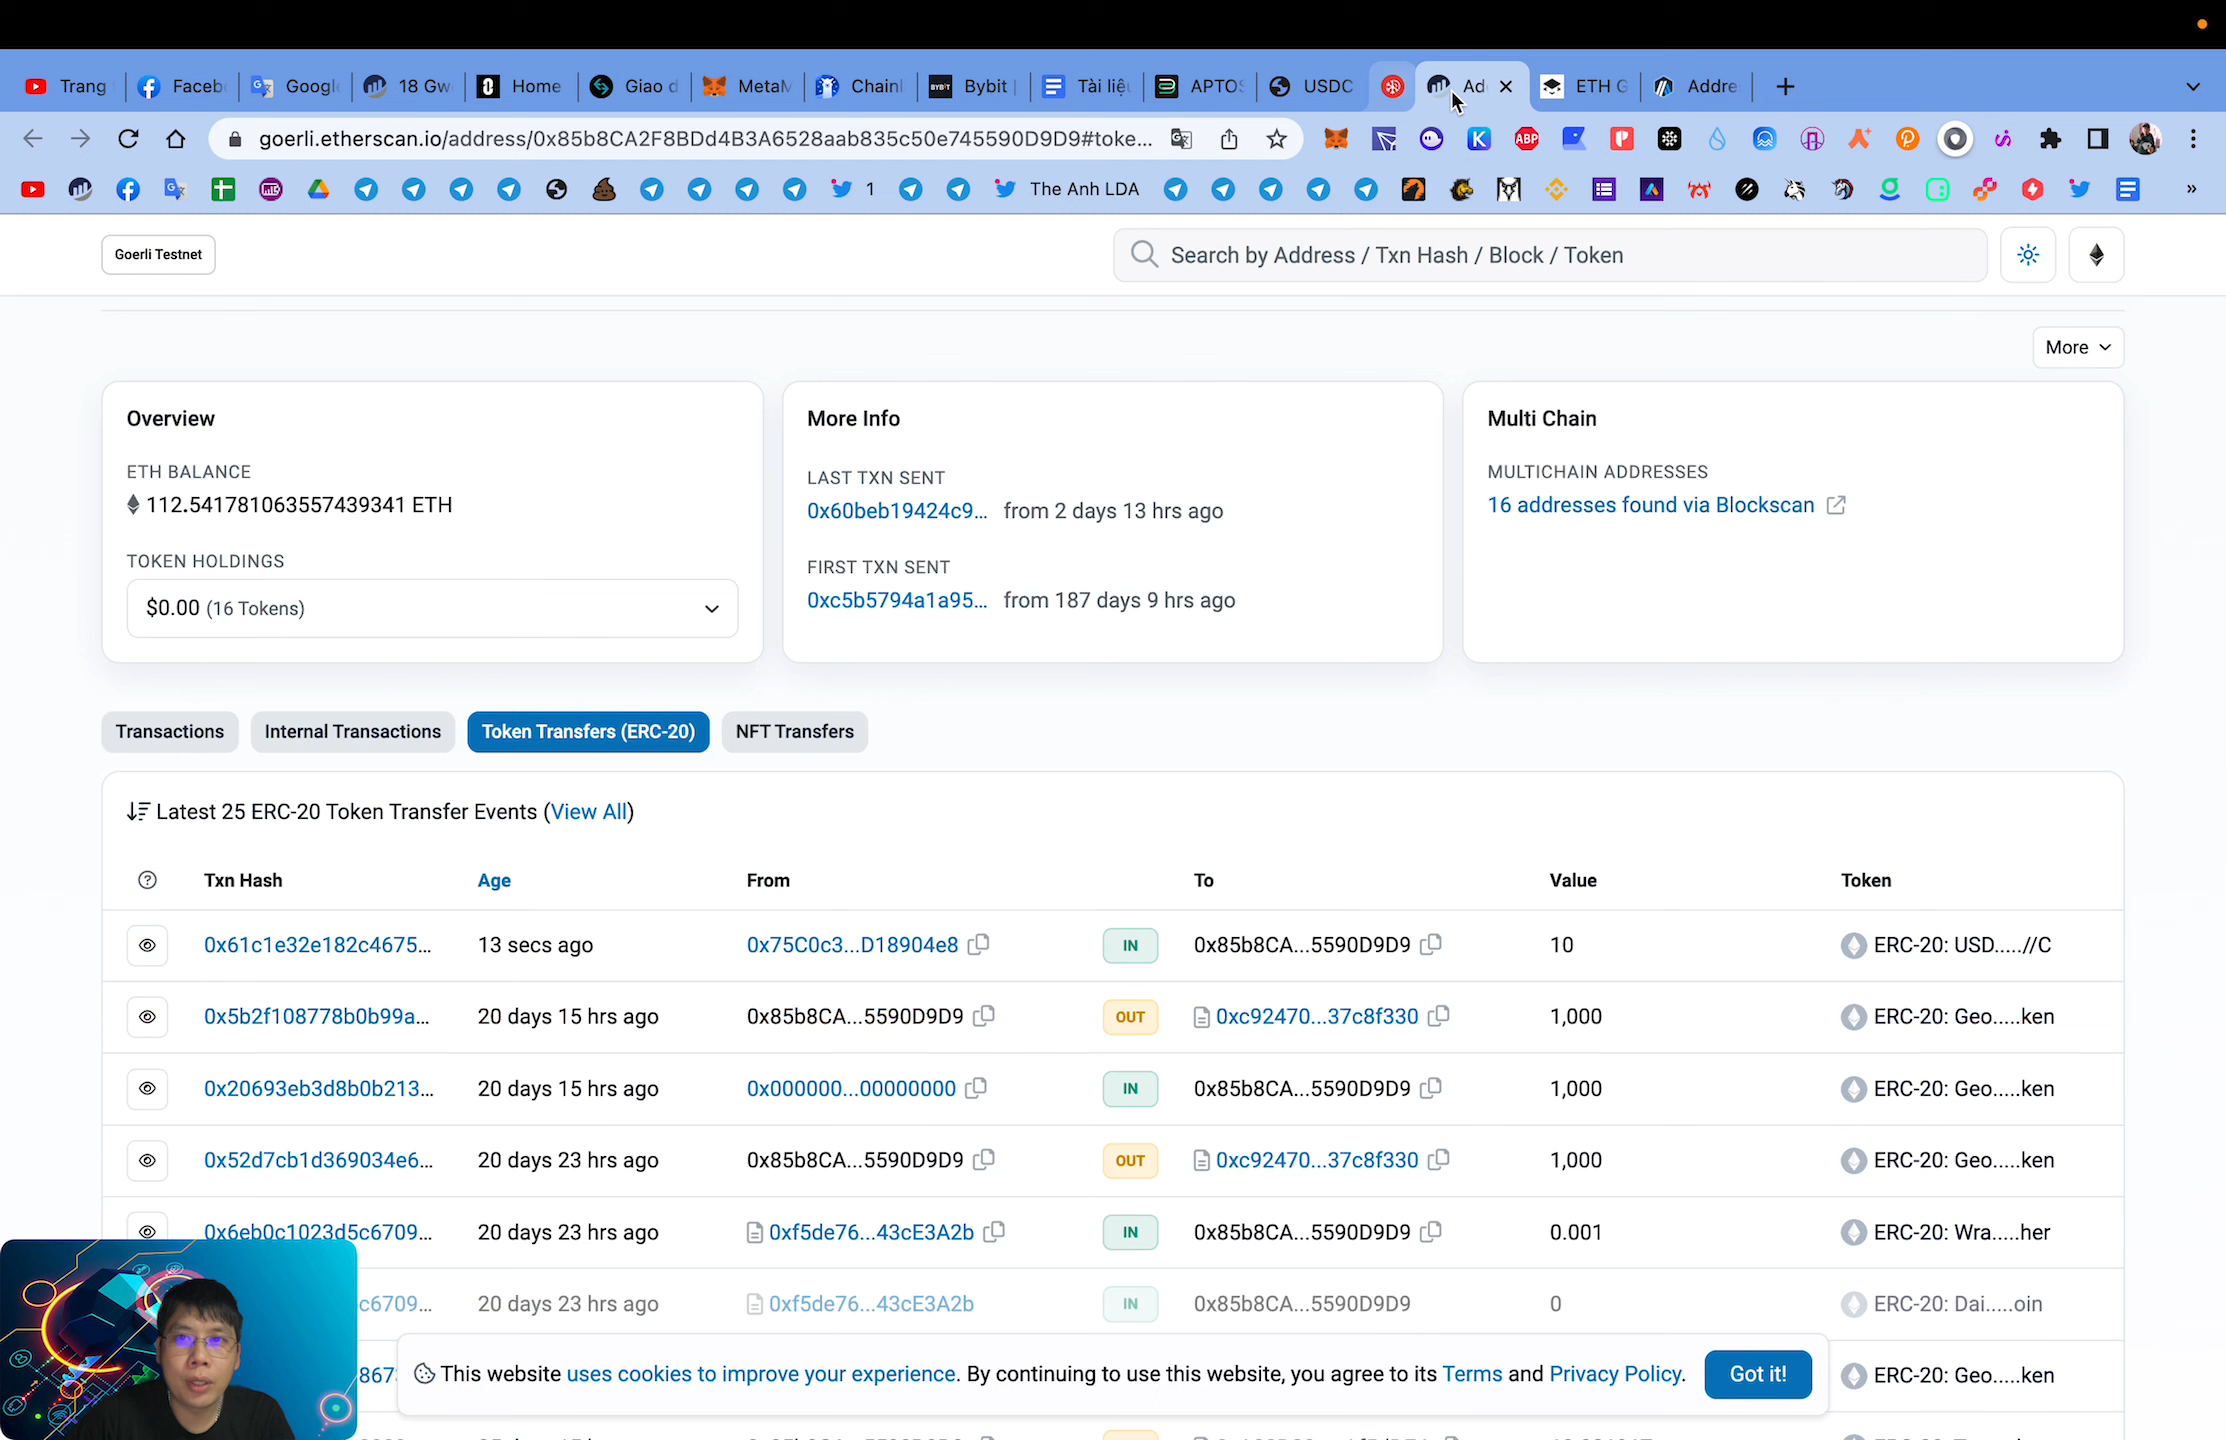 Trang
Faceb
Google
18 Gw
Home
Giao d
MetaM
Chainl
BYBIT
Bybit |
Tài liệu
APTOS
USDC
Ad
ETH G
Addre
goerli.etherscan.io/address/0x85b8CA2F8BDd4B3A6528aab835c50e745590D9D9#toke...
ABP
1
The Anh LDA
Goerli Testnet
Search by Address / Txn Hash / Block / Token
More
Overview
ETH BALANCE
112.541781063557439341 ETH
TOKEN HOLDINGS
$0.00 (16 Tokens)
More Info
LAST TXN SENT
0x60beb19424c9... from 2 days 13 hrs ago
FIRST TXN SENT
0xc5b5794a1a95... from 187 days 9 hrs ago
Multi Chain
MULTICHAIN ADDRESSES
16 addresses found via Blockscan
Transactions
Internal Transactions
Token Transfers (ERC-20)
NFT Transfers
Latest 25 ERC-20 Token Transfer Events (View All)
Txn Hash Age From To Value Token
0x61c1e32e182c4675... 13 secs ago 0x75C0c3...D18904e8 IN 0x85b8CA...5590D9D9 10 ERC-20: USD.....//C
0x5b2f108778b0b99a... 20 days 15 hrs ago 0x85b8CA...5590D9D9 OUT 0xc92470...37c8f330 1,000 ERC-20: Geo.....ken
0x20693eb3d8b0b213... 20 days 15 hrs ago 0x000000...00000000 IN 0x85b8CA...5590D9D9 1,000 ERC-20: Geo.....ken
0x52d7cb1d369034e6... 20 days 23 hrs ago 0x85b8CA...5590D9D9 OUT 0xc92470...37c8f330 1,000 ERC-20: Geo.....ken
0x6eb0c1023d5c6709... 20 days 23 hrs ago 0xf5de76...43cE3A2b IN 0x85b8CA...5590D9D9 0.001 ERC-20: Wra.....her
c6709... 20 days 23 hrs ago 0xf5de76...43cE3A2b IN 0x85b8CA...5590D9D9 0 ERC-20: Dai.....oin
867 ERC-20: Geo.....ken
This website uses cookies to improve your experience. By continuing to use this website, you agree to its Terms and Privacy Policy.
Got it!